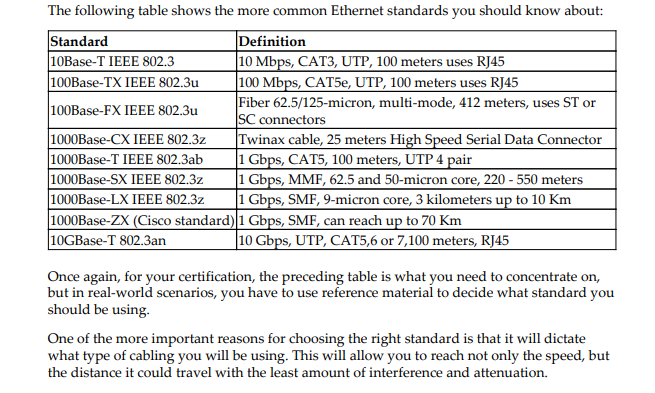 The following table shows the more common Ethernet standards you should know about:
Standard Definition
10Base-T IEEE 802.3 10 Mbps, CAT3, UTP, 100 meters uses RJ45
100Base-TX IEEE 802.3u 100 Mbps, CAT5e, UTP, 100 meters uses RJ45
100Base-FX IEEE 802.3u Fiber 62.5/125-micron, multi-mode, 412 meters, uses ST or
SC connectors
1000Base-CX IEEE 802.3z Twinax cable, 25 meters High Speed Serial Data Connector
1000Base-T IEEE 802.3ab 1 Gbps, CAT5, 100 meters, UTP 4 pair
1000Base-SX IEEE 802.3z 1 Gbps, MMF, 62.5 and 50-micron core, 220 - 550 meters
1000Base-LX IEEE 802.3z 1 Gbps, SMF, 9-micron core, 3 kilometers up to 10 Km
1000Base-ZX (Cisco standard) 1 Gbps, SMF, can reach up to 70 Km
10GBase-T 802.3an 10 Gbps, UTP, CAT5,6 or 7,100 meters, RJ45
Once again, for your certification, the preceding table is what you need to concentrate on,
but in real-world scenarios, you have to use reference material to decide what standard you
should be using.
One of the more important reasons for choosing the right standard is that it will dictate
what type of cabling you will be using. This will allow you to reach not only the speed, but
the distance it could travel with the least amount of interference and attenuation.